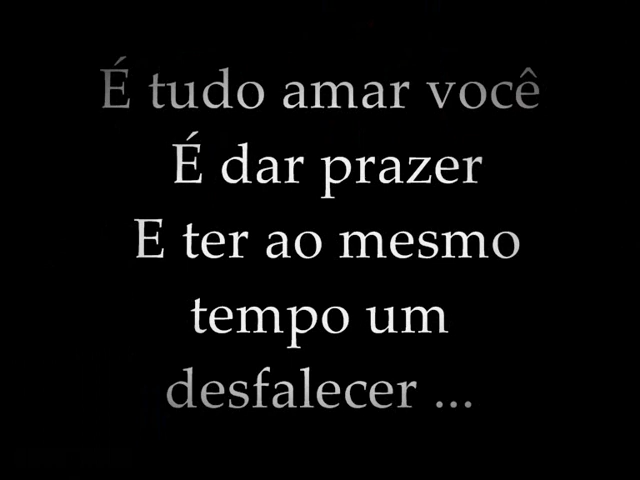 É tudo amar você
É dar prazer
E ter ao mesmo
tempo um
desfalecer ...